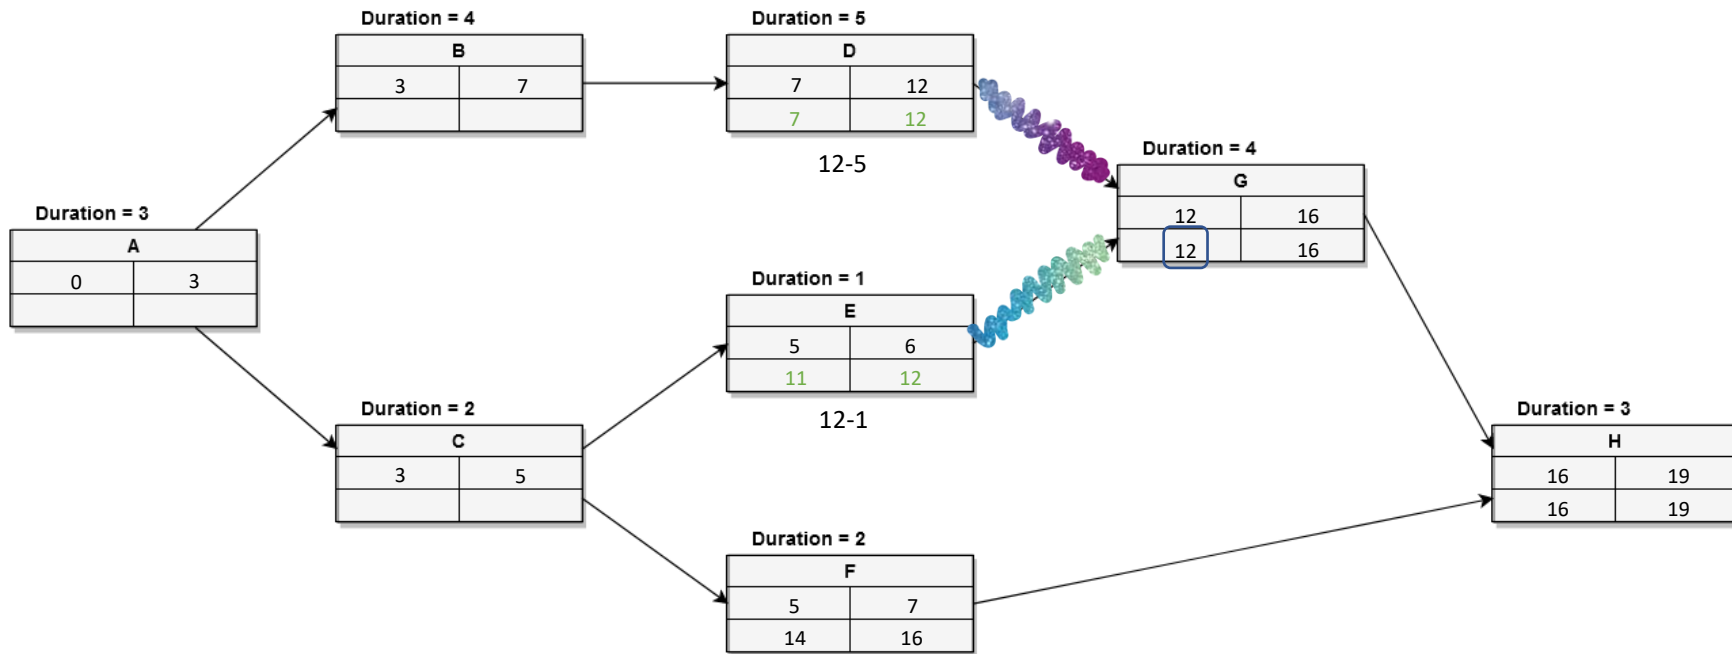 Duration = 4
B
3 7
Duration = 5
D
7 12
7 12
12-5
Duration = 3
A
0 3
Duration = 4
G
12 16
12 16
Duration = 1
E
5 6
11 12
12-1
Duration = 2
C
3 5
Duration = 3
H
16 19
16 19
Duration = 2
F
5 7
14 16